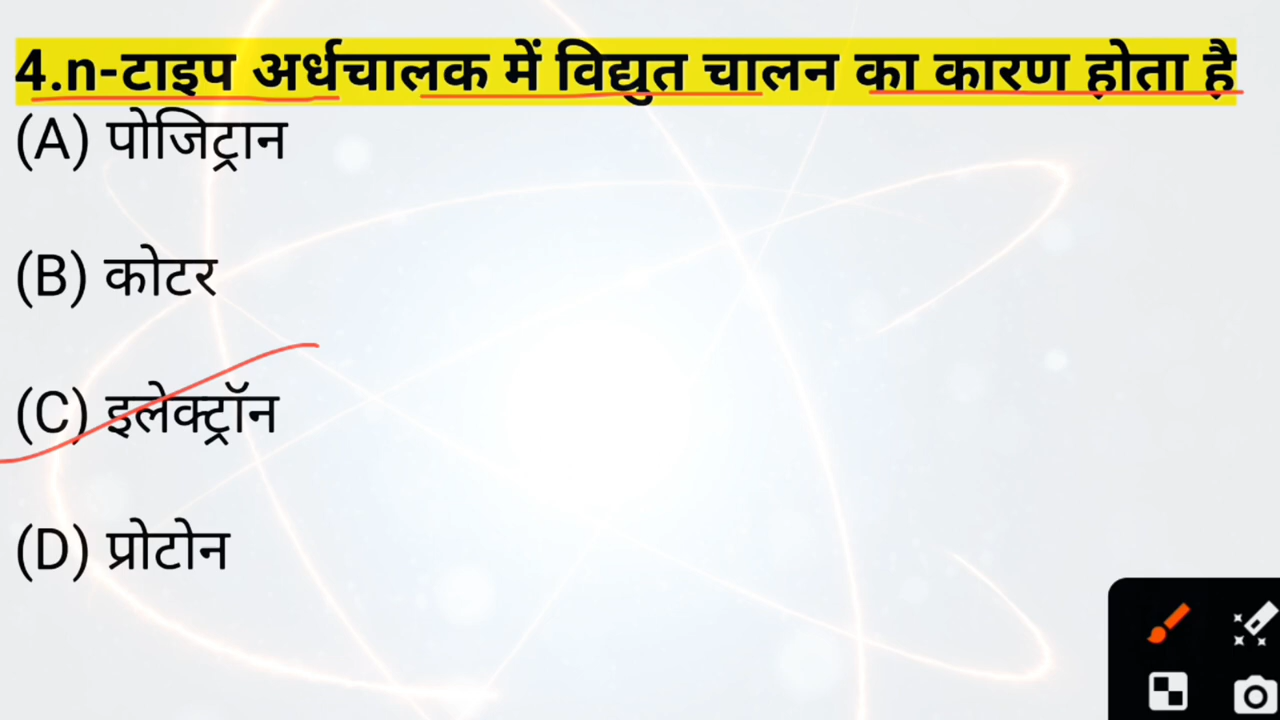 4.n-टाइप अर्धचालक में विद्युत चालन का कारण होता है
(A) पोजिट्रान
(B) कोटर
(C) इलेक्ट्रॉन
(D) प्रोटोन